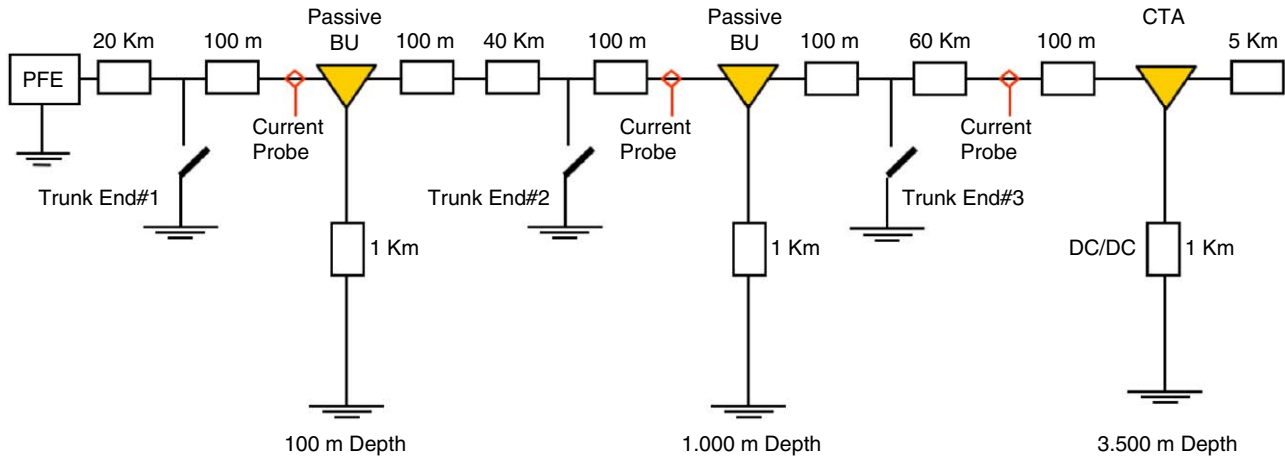 Passive
BU
Passive
BU
CTA
20 Km
100 m
100 m
40 Km
100 m
100 m
60 Km
100 m
5 Km
PFE
Current
Probe
Current
Probe
Current
Probe
Trunk End#1
Trunk End#2
Trunk End#3
1 Km
1 Km
DC/DC
1 Km
100 m Depth
1.000 m Depth
3.500 m Depth